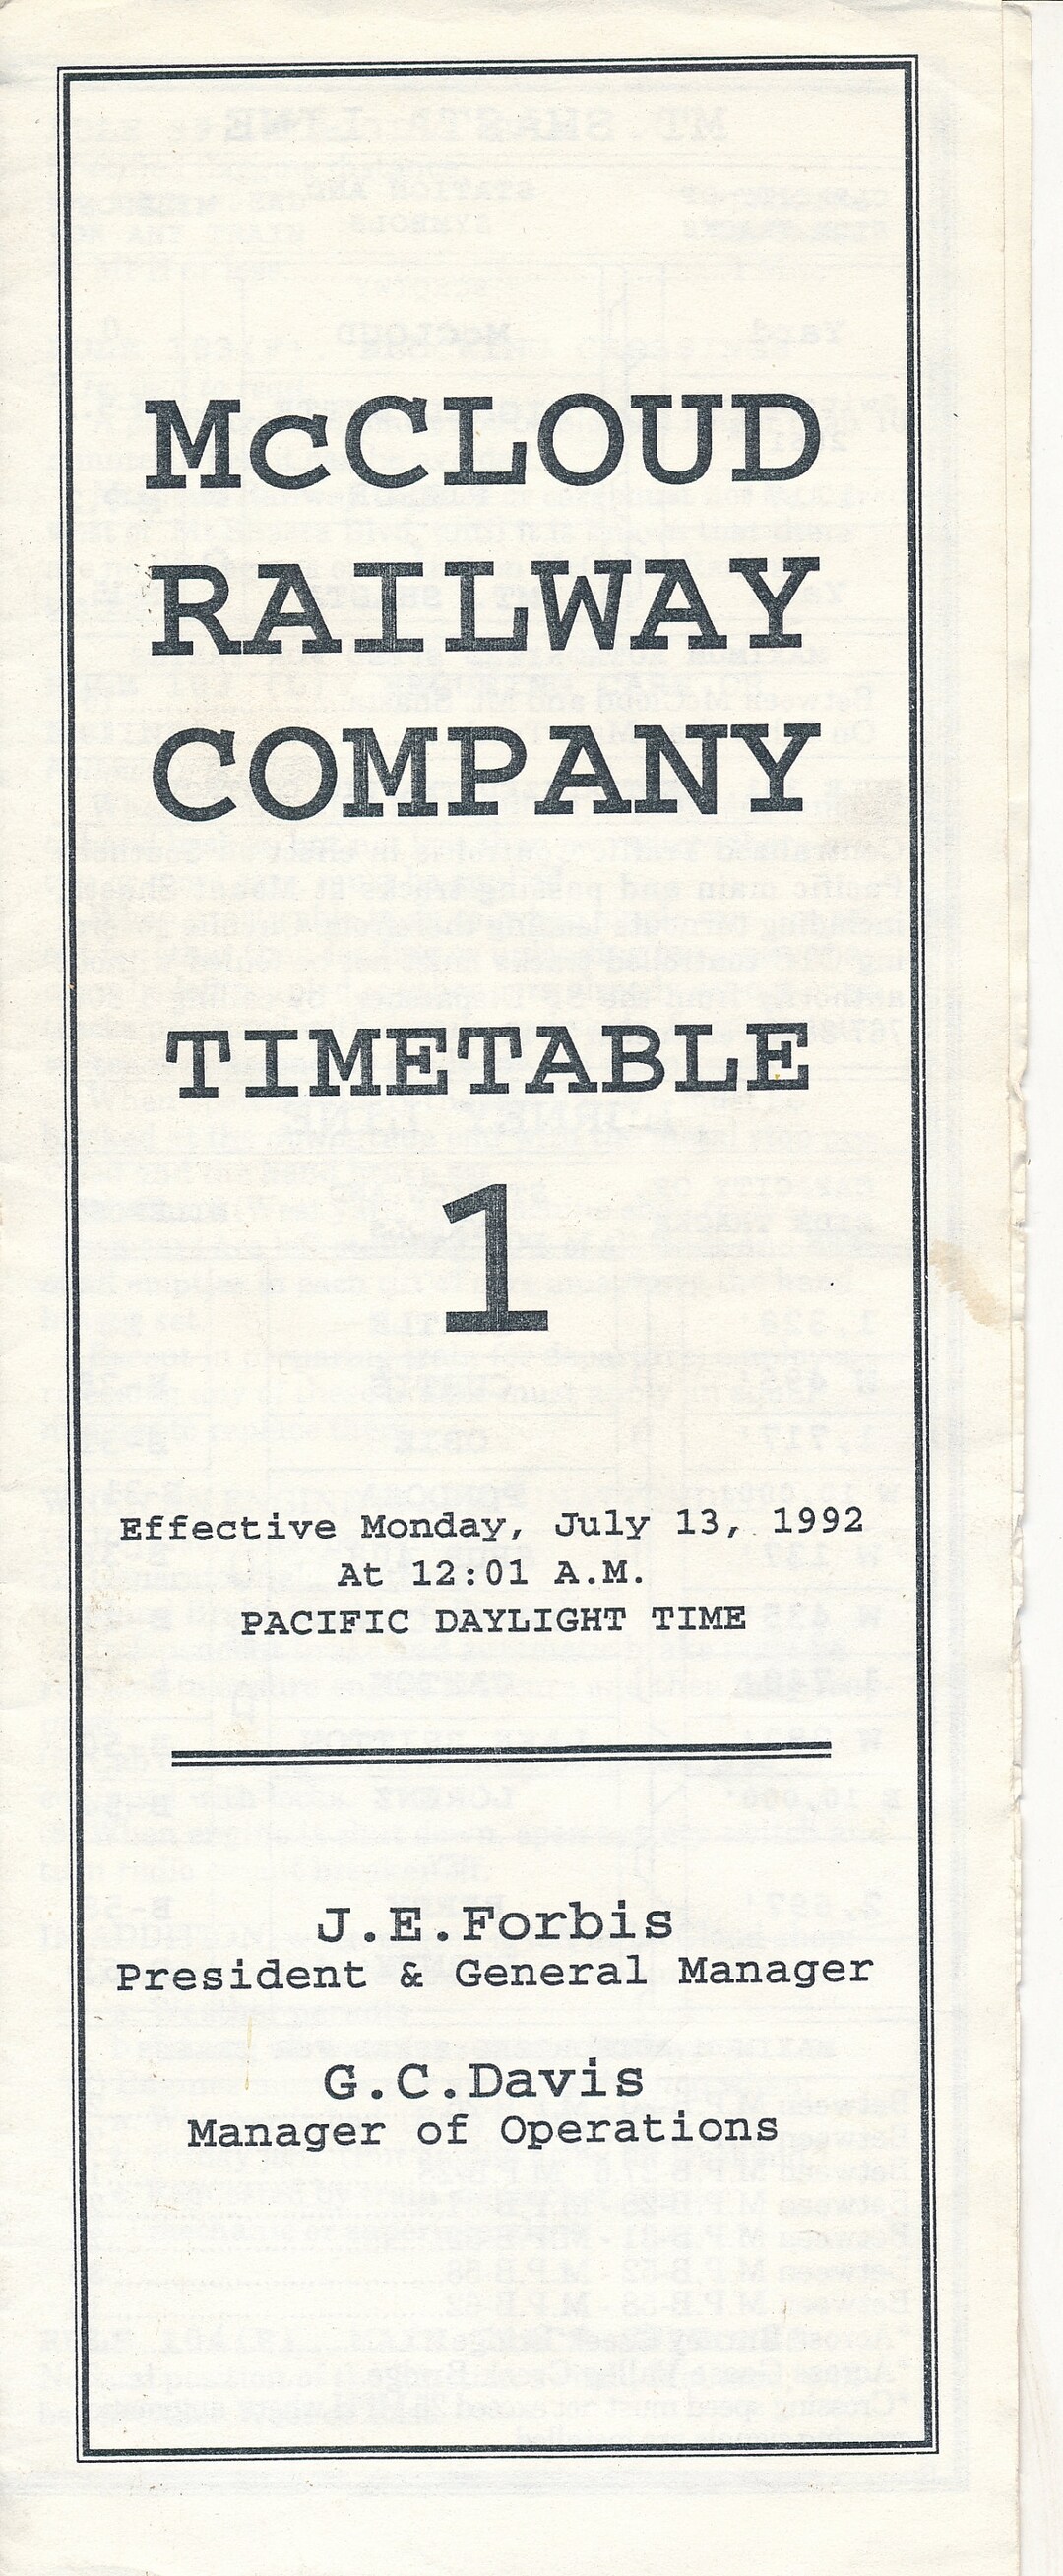 McCLOUD
RAILWAY
COMPANY
TIMETABLE
1
Effective Monday, July 13, 1992
At 12:01 A.M.
PACIFIC DAYLIGHT TIME
J.E.Forbis
President & General Manager
G.C.Davis
Manager of Operations